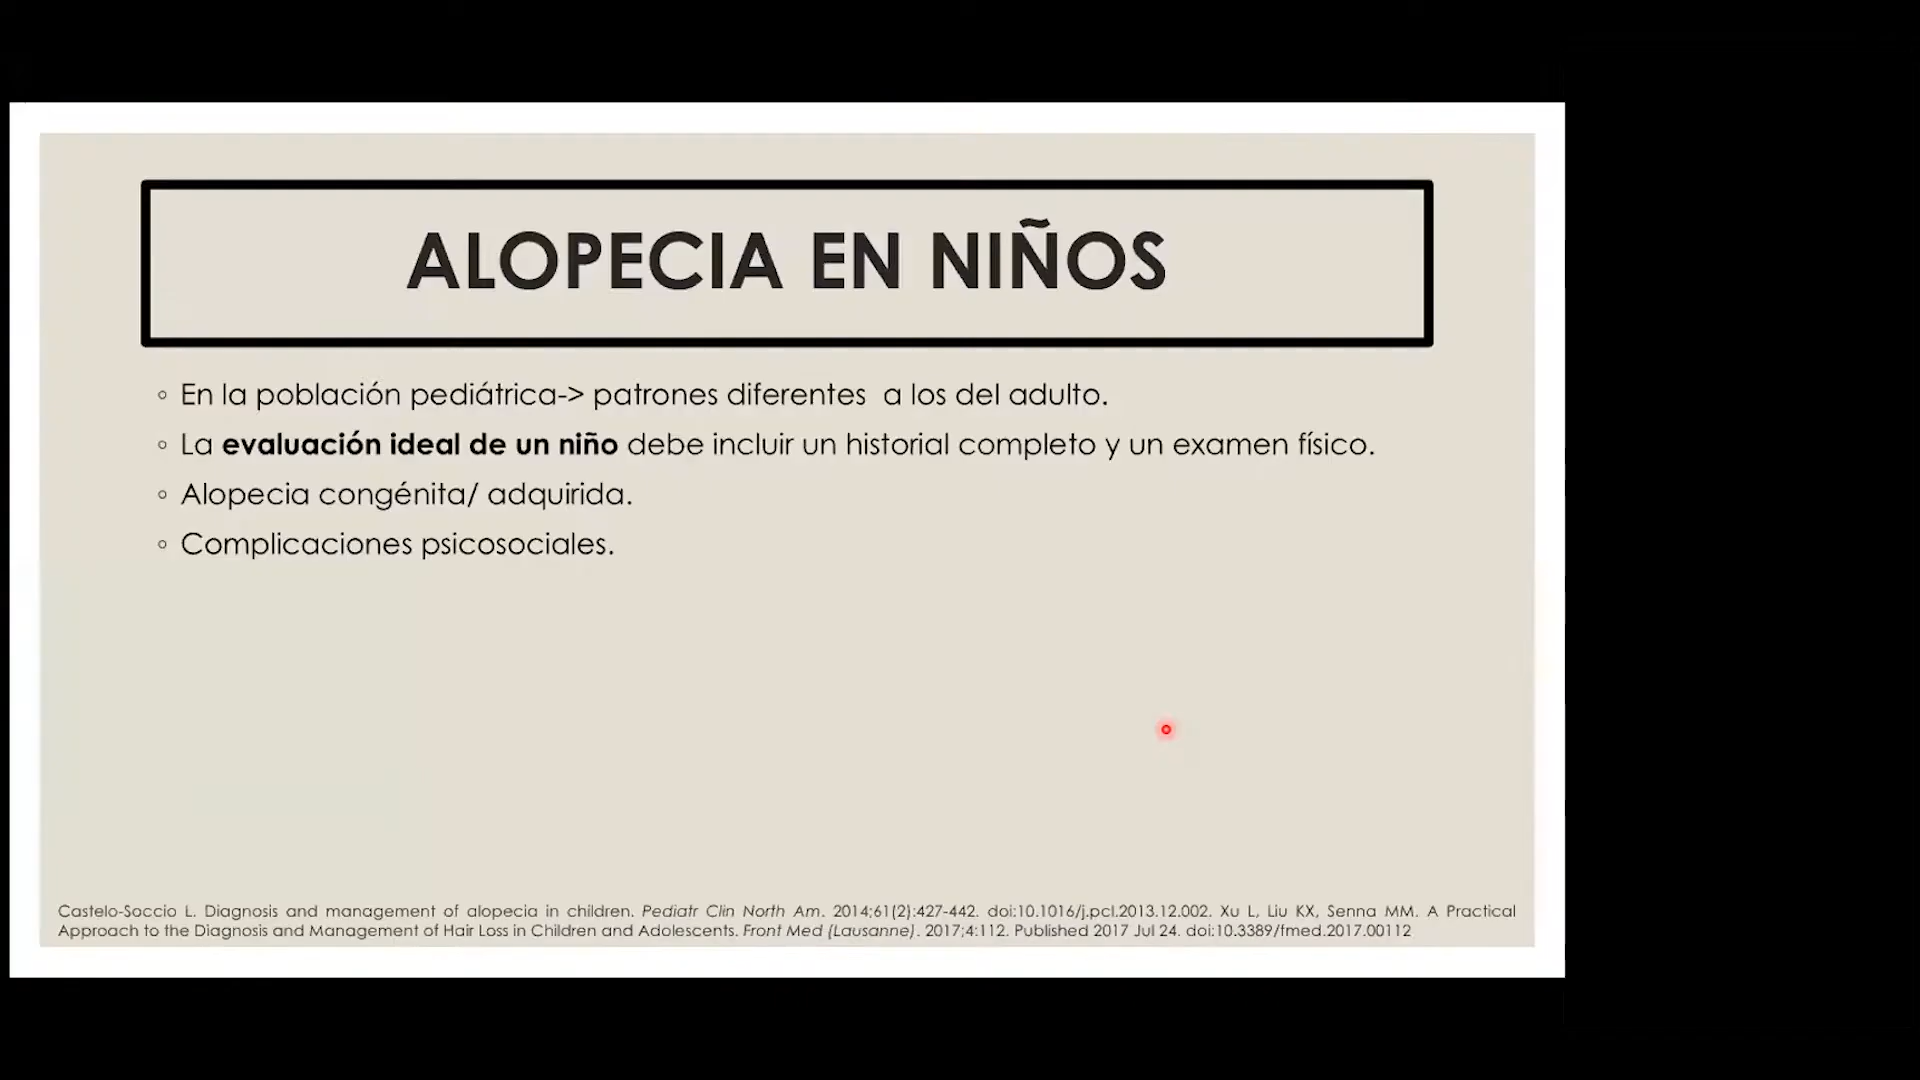 ALOPECIA EN NIÑOS
◦ En la población pediátrica-> patrones diferentes  a los del adulto.
◦ La evaluación ideal de un niño debe incluir un historial completo y un examen físico.
◦ Alopecia congénita/ adquirida.
◦ Complicaciones psicosociales.
Castelo-Soccio L. Diagnosis and management of alopecia in children. Pediatr Clin North Am. 2014;61(2):427-442. doi:10.1016/j.pcl.2013.12.002. Xu L, Liu KX, Senna MM. A Practical
Approach to the Diagnosis and Management of Hair Loss in Children and Adolescents. Front Med (Lausanne). 2017;4:112. Published 2017 Jul 24. doi:10.3389/fmed.2017.00112